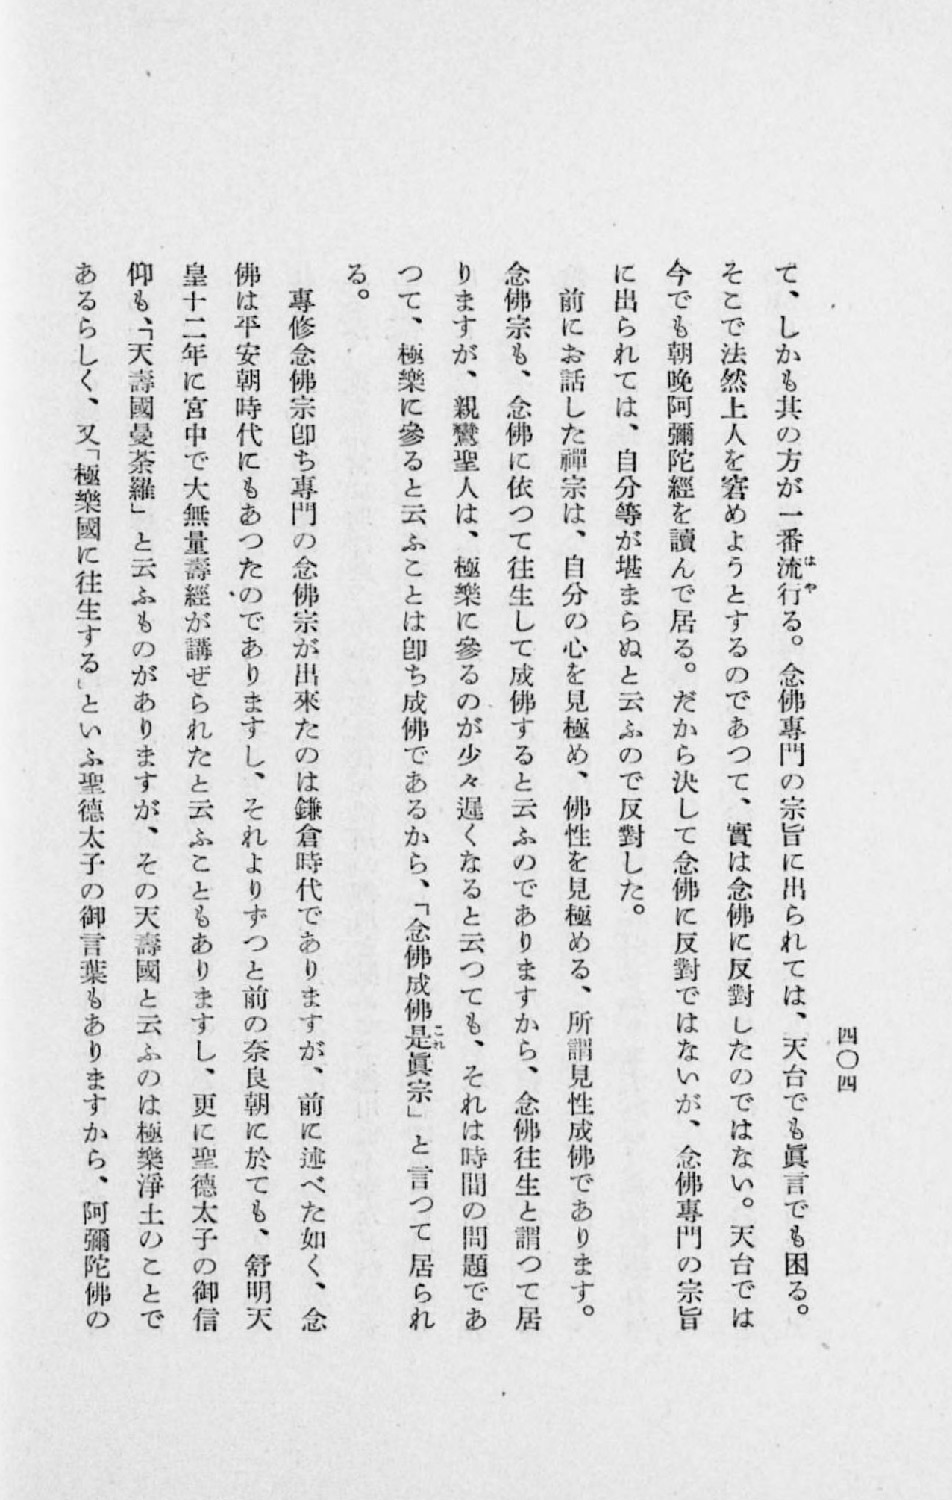 四〇四
て、しかも其の方が一番流行る。念佛專門の宗旨に出られては、天台でも眞言でも困る。
そこで法然上人を窘めようとするのであつて、實は念佛に反對したのではない。天台では
今でも朝晩阿彌陀經を讀んで居る。だから決して念佛に反對ではないが、念佛專門の宗旨
に出られては、自分等が堪まらぬと云ふので反對した。
前にお話した禪宗は、自分の心を見極め、佛性を見極める、所謂見性成佛であります。
念佛宗も、念佛に依つて往生して成佛すると云ふのでありますから、念佛往生と謂つて居
りますが、親鸞聖人は、極樂に參るのが少々遲くなると云つても、それは時間の問題であ
つて、極樂に參ると云ふことは卽ち成佛であるから、「念佛成佛是眞宗」と言つて居られ
る。
專修念佛宗卽ち專門の念佛宗が出來たのは鎌倉時代でありますが、前に述べた如く、念
佛は平安朝時代にもあつたのでありますし、それよりずつと前の奈良朝に於ても、舒明天
皇十二年に宮中で大無量壽經が講ぜられたと云ふこともありますし、更に聖德太子の御信
仰も、「天壽國曼荼羅」と云ふものがありますが、その天壽國と云ふのは極樂淨土のことで
あるらしく、又「極樂國に往生する」といふ聖德太子の御言葉もありますから、阿彌陀佛の